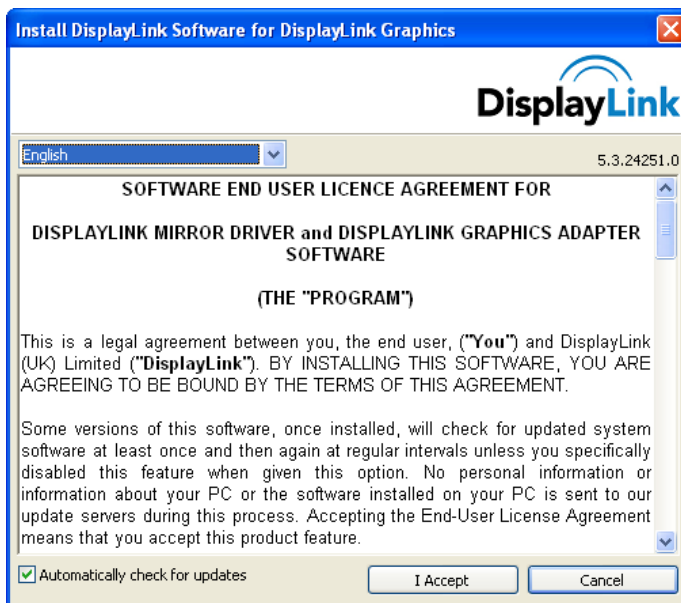 Install DisplayLink Software for DisplayLink Graphics
DisplayLink
English
5.3.24251.0
SOFTWARE END USER LICENCE AGREEMENT FOR
DISPLAYLINK MIRROR DRIVER and DISPLAYLINK GRAPHICS ADAPTER
SOFTWARE
(THE "PROGRAM")
This is a legal agreement between you, the end user, ("You") and DisplayLink
(UK) Limited ("DisplayLink"). BY INSTALLING THIS SOFTWARE, YOU ARE
AGREEING TO BE BOUND BY THE TERMS OF THIS AGREEMENT.
Some versions of this software, once installed, will check for updated system
software at least once and then again at regular intervals unless you specifically
disabled this feature when given this option. No personal information or
information about your PC or the software installed on your PC is sent to our
update servers during this process. Accepting the End-User License Agreement
means that you accept this product feature.
Automatically check for updates
I Accept
Cancel